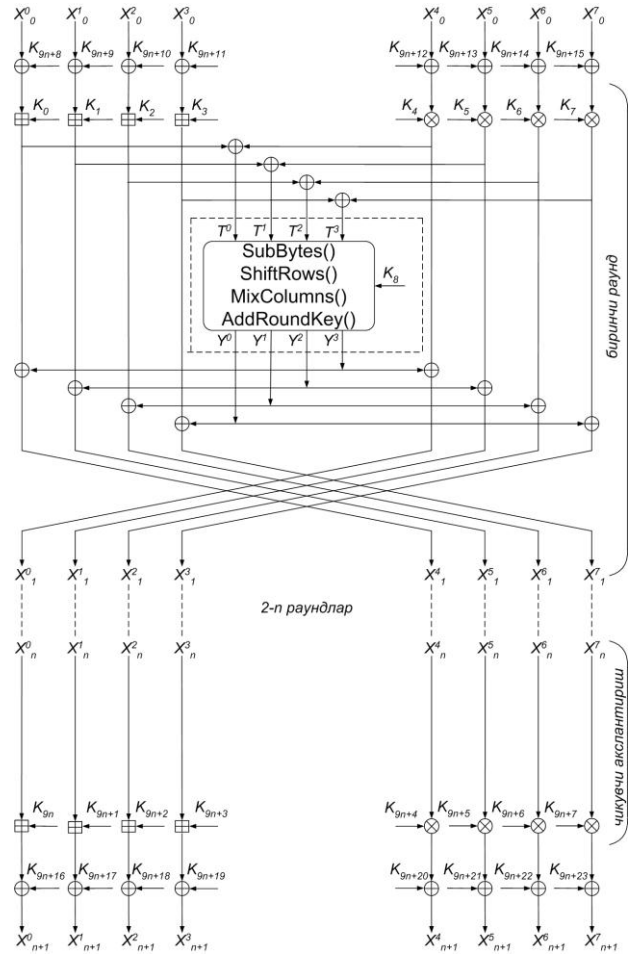 X⁰₀ X¹₀ X²₀ X³₀ X⁴₀ X⁵₀ X⁶₀ X⁷₀
K₉ₙ₊₈ K₉ₙ₊₉ K₉ₙ₊₁₀ K₉ₙ₊₁₁ K₉ₙ₊₁₂ K₉ₙ₊₁₃ K₉ₙ₊₁₄ K₉ₙ₊₁₅
K₀ K₁ K₂ K₃ K₄ K₅ K₆ K₇
T⁰ T¹ T² T³
SubBytes()
ShiftRows()
K₈
MixColumns()
AddRoundKey()
Y⁰ Y¹ Y² Y³
биринчи раунд
X⁰₁ X¹₁ X²₁ X³₁ X⁴₁ X⁵₁ X⁶₁ X⁷₁
2-n раундлар
X⁰ₙ X¹ₙ X²ₙ X³ₙ X⁴ₙ X⁵ₙ X⁶ₙ X⁷ₙ
чикувчи акслантириш
K₉ₙ K₉ₙ₊₁ K₉ₙ₊₂ K₉ₙ₊₃ K₉ₙ₊₄ K₉ₙ₊₅ K₉ₙ₊₆ K₉ₙ₊₇
K₉ₙ₊₁₆ K₉ₙ₊₁₇ K₉ₙ₊₁₈ K₉ₙ₊₁₉ K₉ₙ₊₂₀ K₉ₙ₊₂₁ K₉ₙ₊₂₂ K₉ₙ₊₂₃
X⁰ₙ₊₁ X¹ₙ₊₁ X²ₙ₊₁ X³ₙ₊₁ X⁴ₙ₊₁ X⁵ₙ₊₁ X⁶ₙ₊₁ X⁷ₙ₊₁